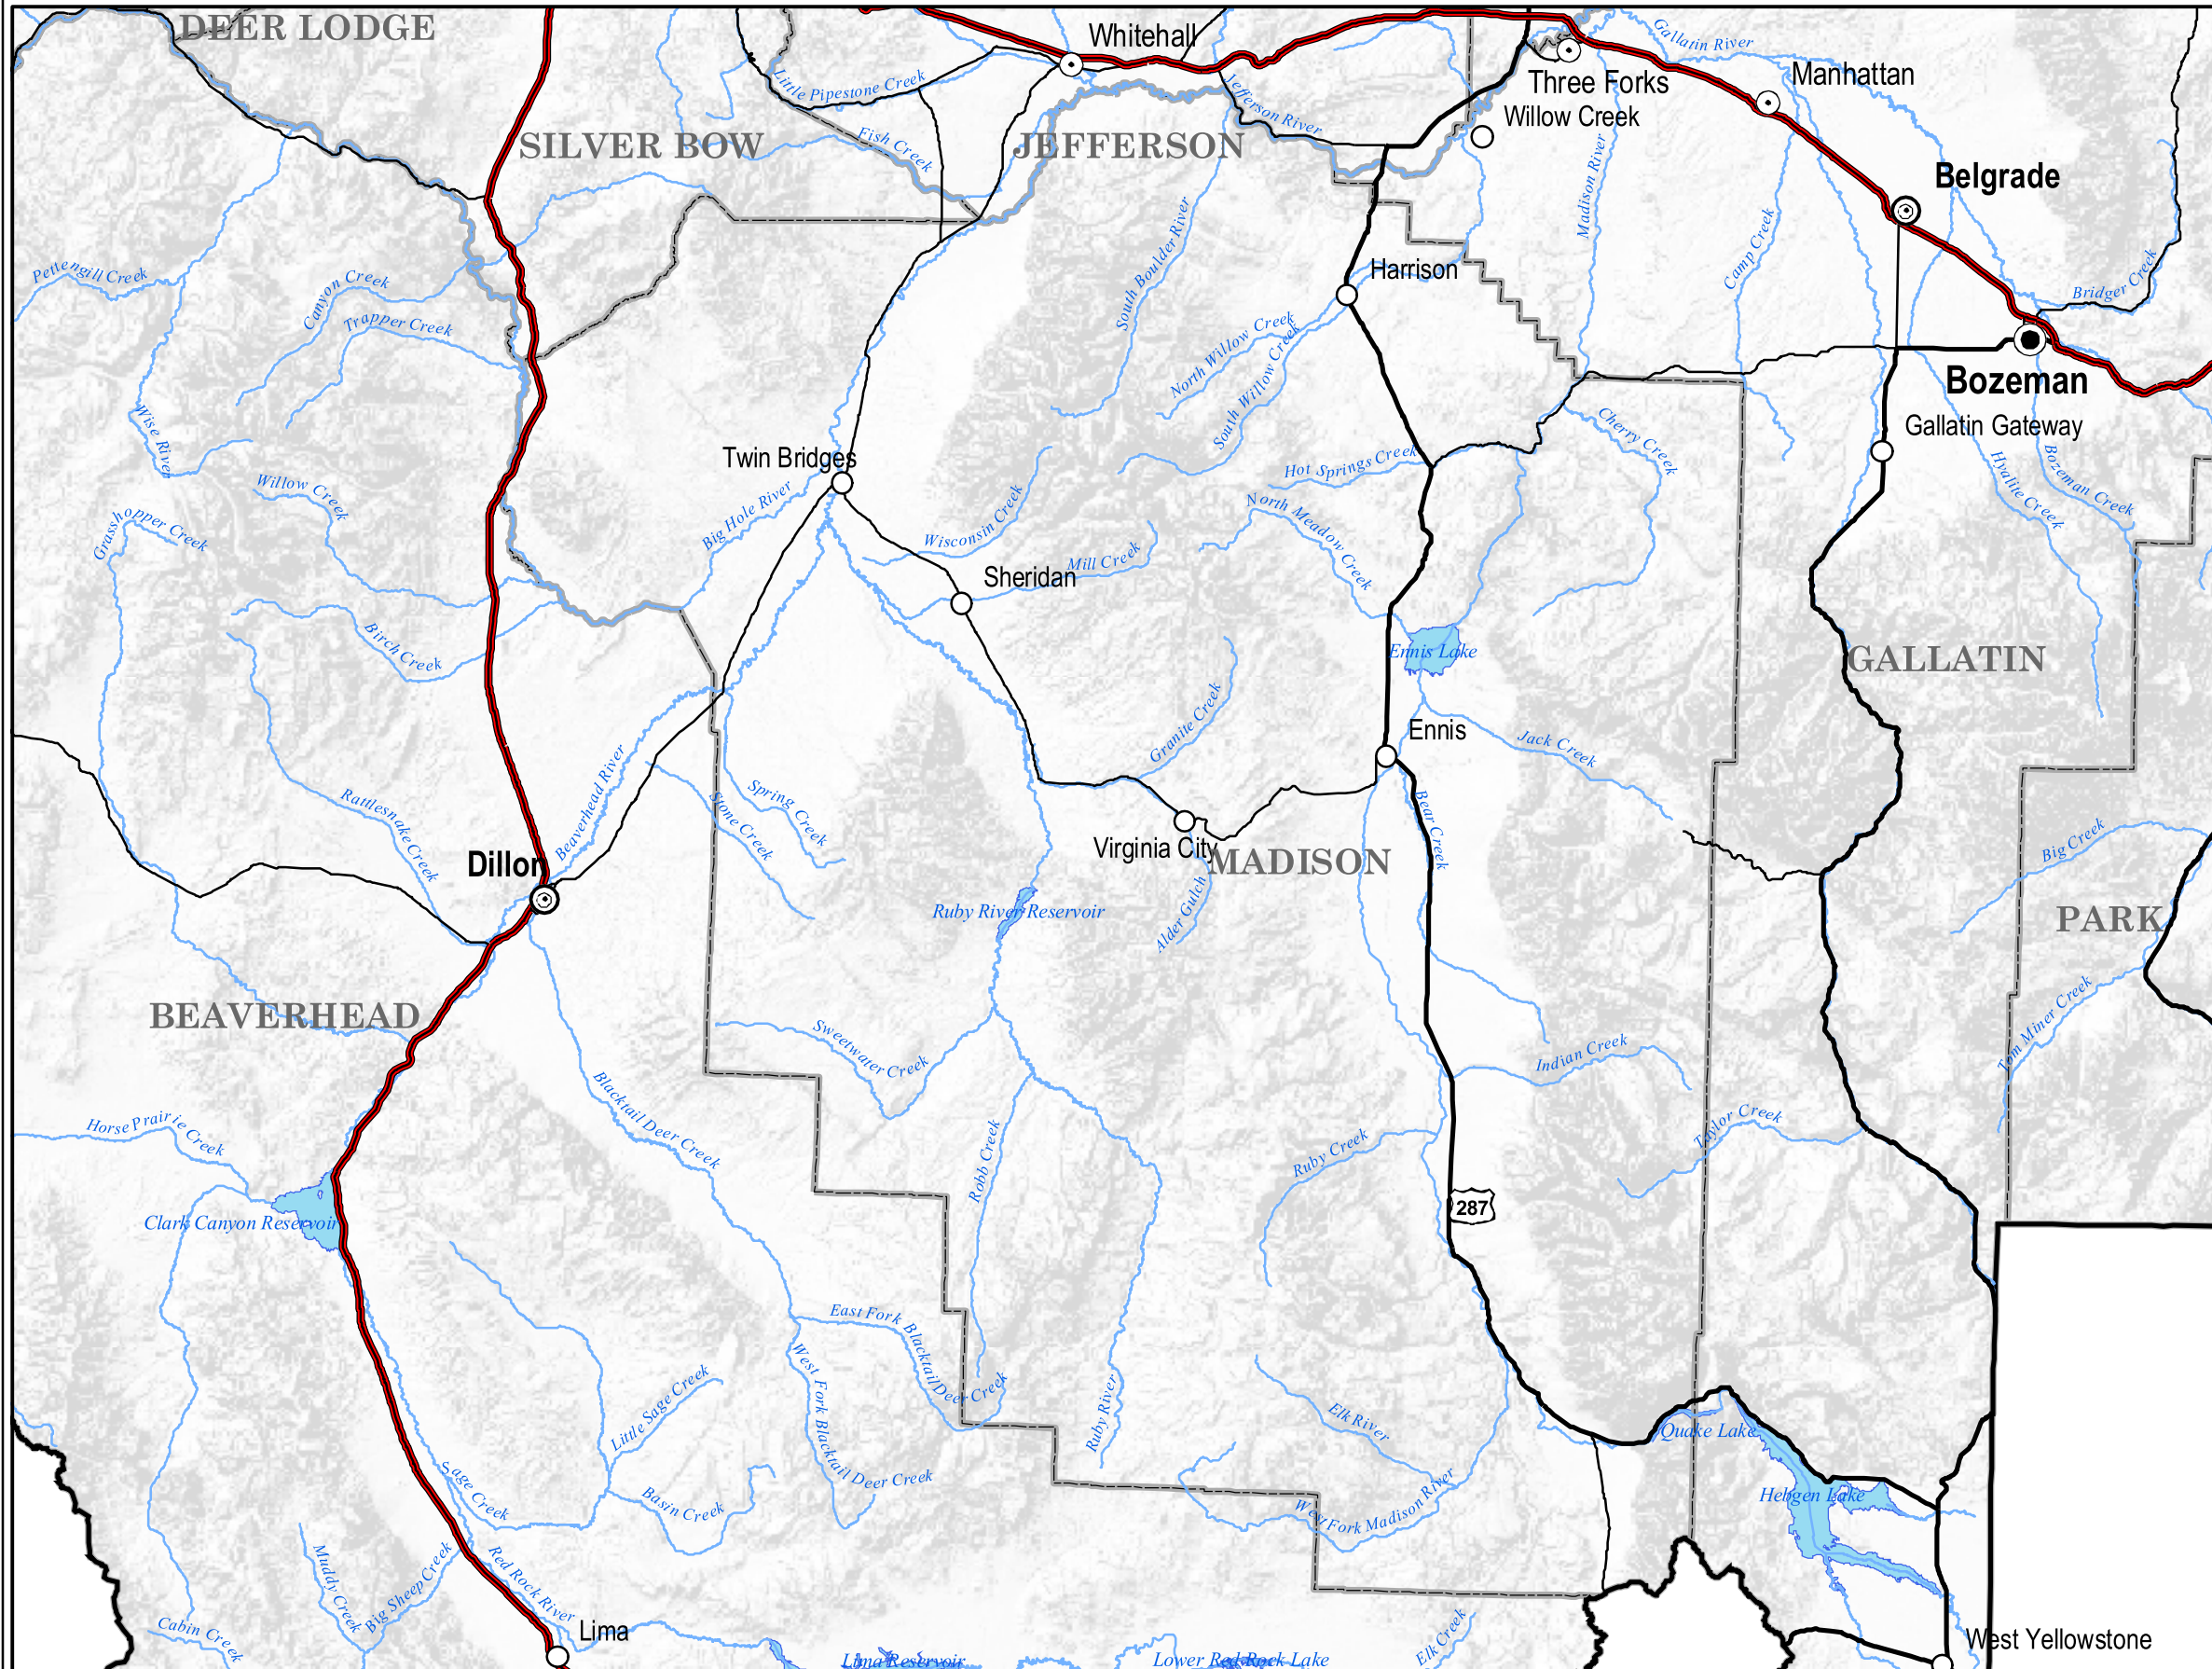 DEER LODGE
Whitehall
Gallatin River
Three Forks
Manhattan
Little Pipestone Creek
Jefferson River
Willow Creek
SILVER BOW
Fish Creek
JEFFERSON
Madison River
Belgrade
Camp Creek
South Boulder River
Pettengill Creek
Canyon Creek
Harrison
Bridger Creek
Trapper Creek
North Willow Creek
South Willow Creek
Bozeman
Wise River
Cherry Creek
Gallatin Gateway
Twin Bridges
Hot Springs Creek
Hyalite Creek
Bozeman Creek
Willow Creek
Big Hole River
North Meadow Creek
Grasshopper Creek
Wisconsin Creek
Mill Creek
Sheridan
Birch Creek
Ennis Lake
GALLATIN
Granite Creek
Ennis
Jack Creek
Beaverhead River
Rattlesnake Creek
Stone Creek
Spring Creek
Bear Creek
Big Creek
Dillon
Virginia City
MADISON
Ruby River Reservoir
Alder Gulch
PARK
BEAVERHEAD
Sweetwater Creek
Indian Creek
Tom Miner Creek
Blacktail Deer Creek
Horse Prairie Creek
Robb Creek
Ruby Creek
Taylor Creek
287
Clark Canyon Reservoir
East Fork Blacktail Deer Creek
West Fork Blacktail Deer Creek
Little Sage Creek
Ruby River
Elk River
Quake Lake
Sage Creek
Basin Creek
West Fork Madison River
Hebgen Lake
Muddy Creek
Big Sheep Creek
Red Rock River
Cabin Creek
Lima
Elk Creek
West Yellowstone
Lima Reservoir
Lower Red Rock Lake